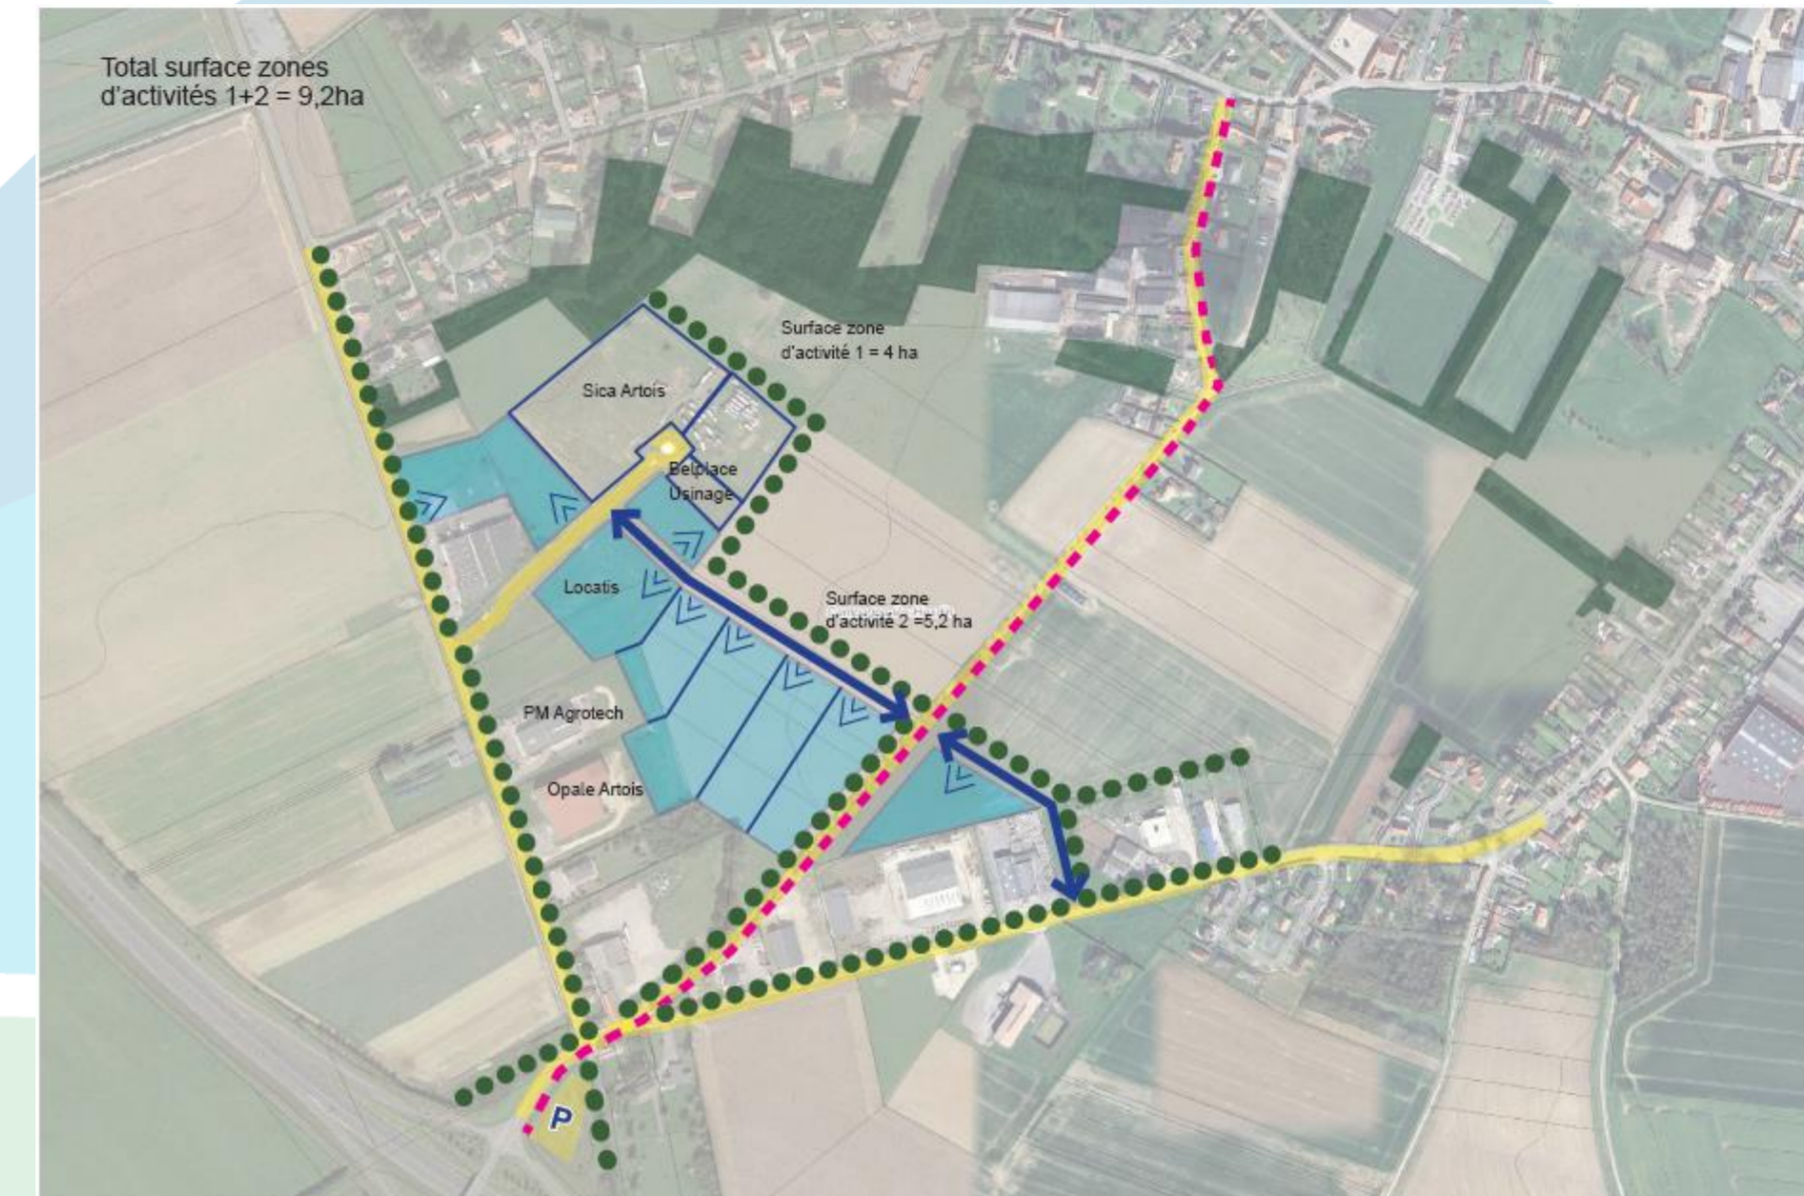 Total surface zones
d'activités 1+2 = 9,2ha
Surface zone
d'activité 1 = 4 ha
Sica Artois
Belplace
Usinage
Locatis
Surface zone
d'activité 2 =5,2 ha
PM Agrotech
Opale Artois
P